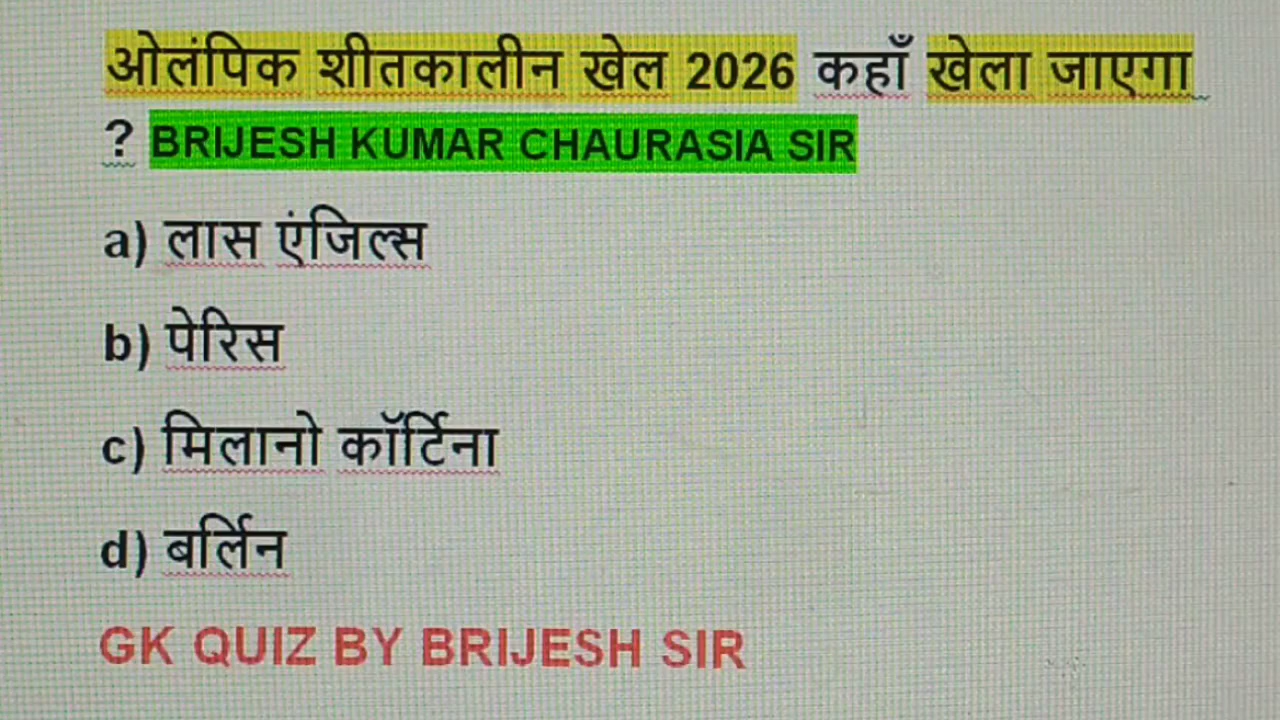 ओलंपिक शीतकालीन खेल 2026 कहाँ खेला जाएगा
? BRIJESH KUMAR CHAURASIA SIR
a) लास एंजिल्स
b) पेरिस
c) मिलानो कॉर्टिना
d) बर्लिन
GK QUIZ BY BRIJESH SIR